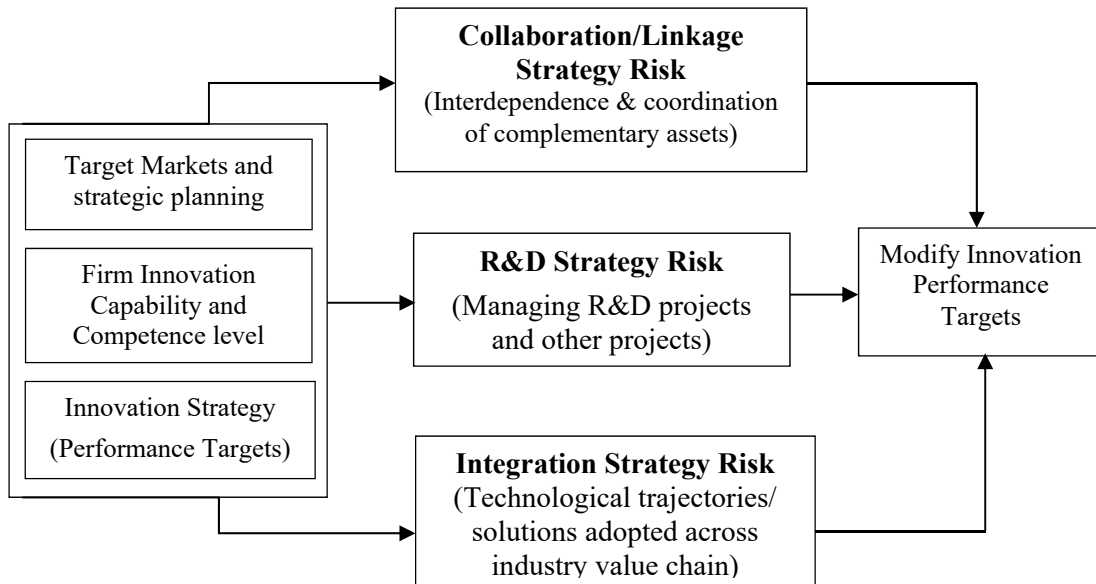 Collaboration/Linkage
Strategy Risk
(Interdependence & coordination
of complementary assets)
Target Markets and
strategic planning
Firm Innovation
Capability and
Competence level
Innovation Strategy
(Performance Targets)
R&D Strategy Risk
(Managing R&D projects
and other projects)
Integration Strategy Risk
(Technological trajectories/
solutions adopted across
industry value chain)
Modify Innovation
Performance
Targets